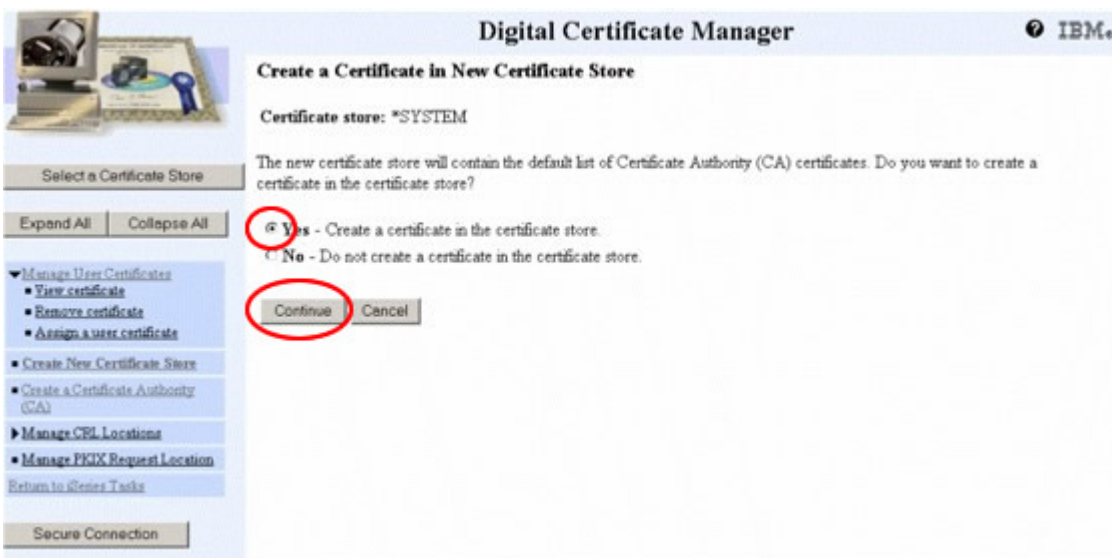 Digital Certificate Manager
IBM
Create a Certificate in New Certificate Store
Certificate store: *SYSTEM
The new certificate store will contain the default list of Certificate Authority (CA) certificates. Do you want to create a
certificate in the certificate store?
Yes - Create a certificate in the certificate store.
No - Do not create a certificate in the certificate store.
Continue
Cancel
Select a Certificate Store
Expand All
Collapse All
Manage User Certificates
View certificate
Remove certificate
Assign a user certificate
Create New Certificate Store
Create a Certificate Authority
(CA)
Manage CRL Locations
Manage PKIX Request Location
Return to iSeries Tasks
Secure Connection